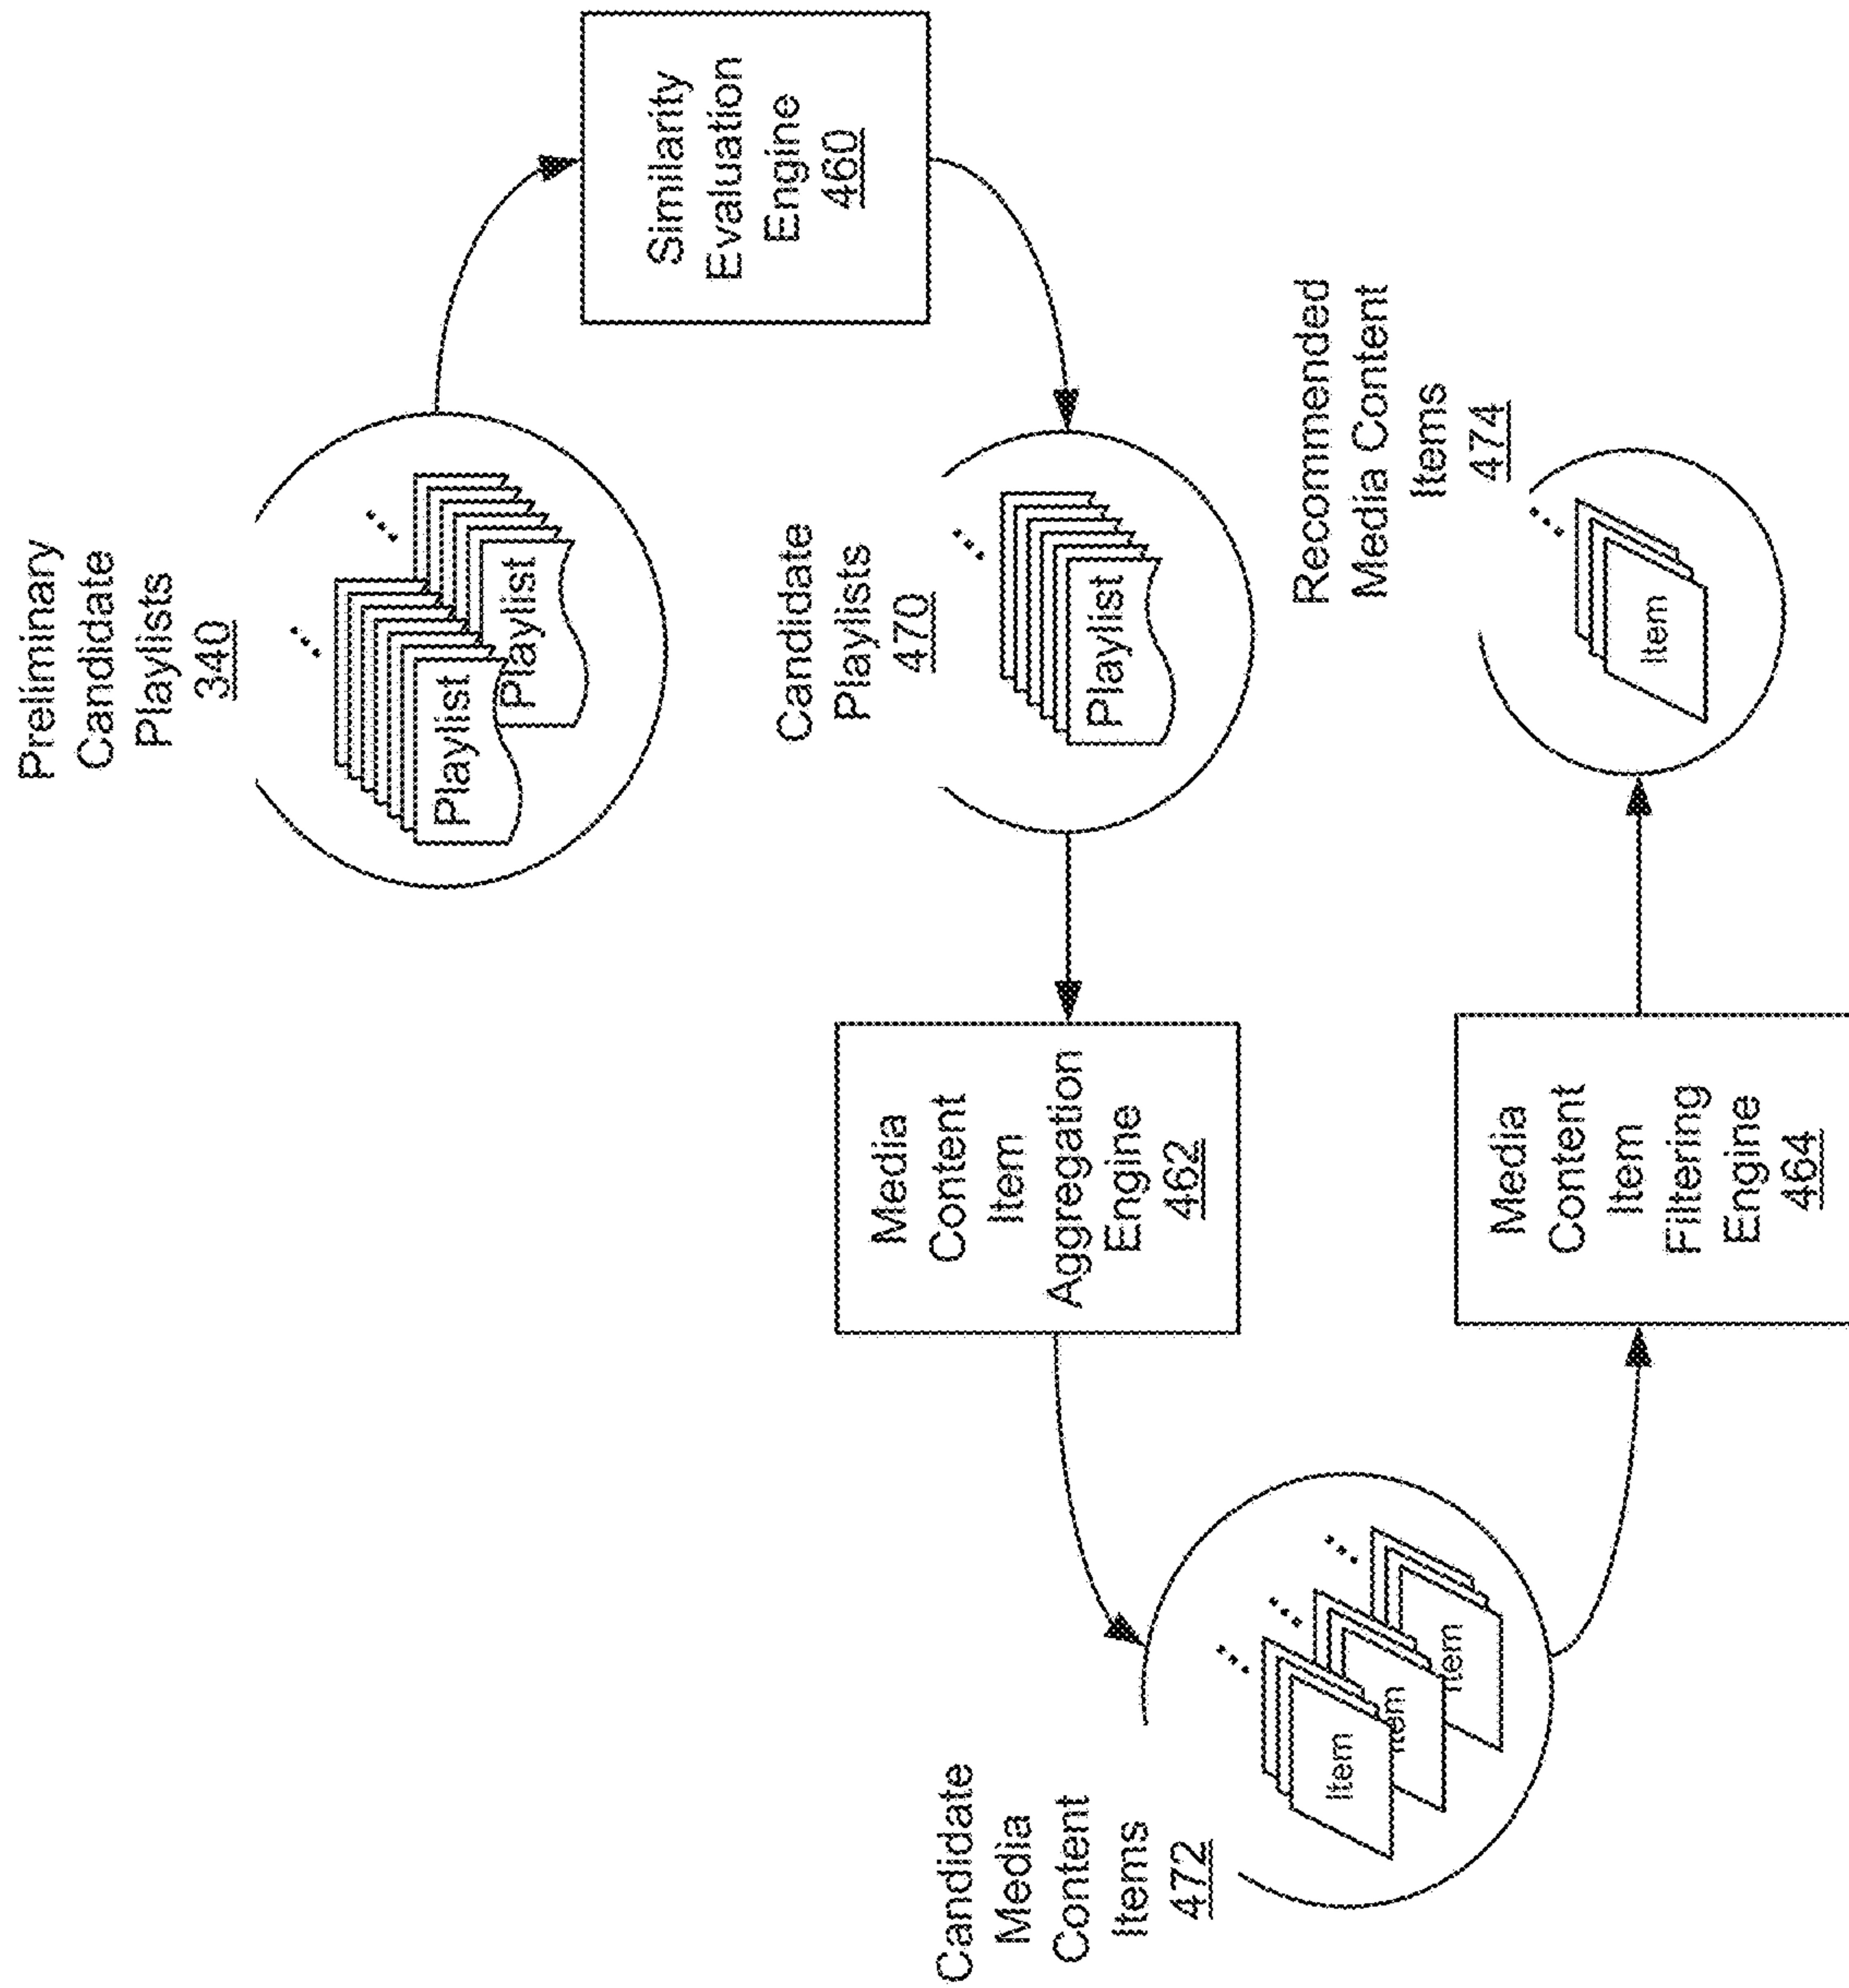 Preliminary
Candidate
Playlists
340
Playlist
Playlist
Similarity
Evaluation
Engine
460
Candidate
Playlists
470
Playlist
Media
Content
Item
Aggregation
Engine
462
Candidate
Media
Content
Items
472
Item
tem
tem
Media
Content
Item
Filtering
Engine
464
Recommended
Media Content
Items
474
Item